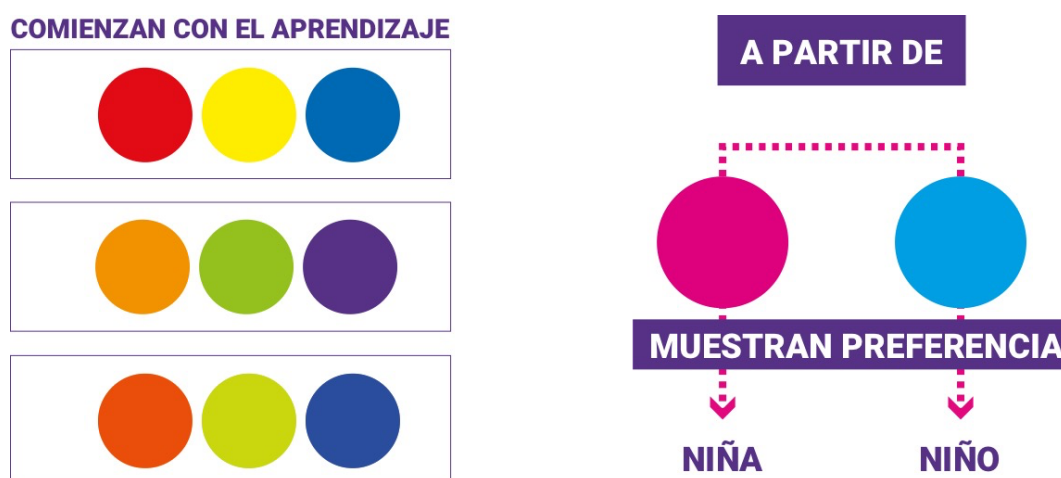 COMIENZAN CON EL APRENDIZAJE
A PARTIR DE
MUESTRAN PREFERENCIA
NIÑA
NIÑO